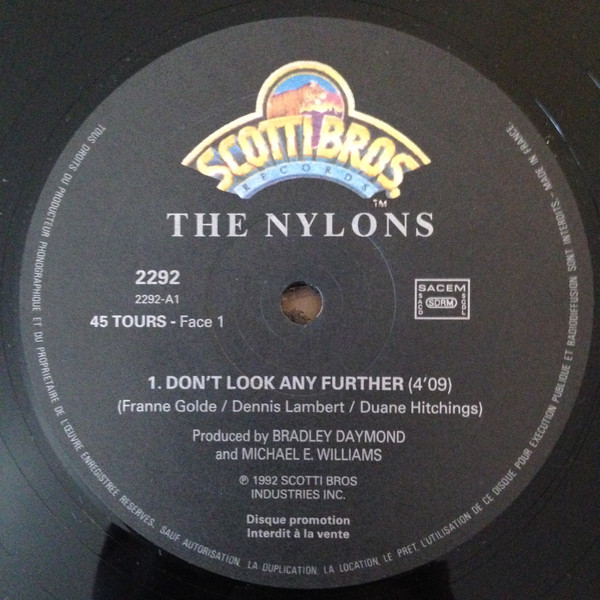 SCOTTI BROS.
RECORDS
TM
THE NYLONS
2292
2292-A1
45 TOURS - Face 1
SACEM
SACD SDRM SGDL
1. DON'T LOOK ANY FURTHER (4'09)
(Franne Golde / Dennis Lambert / Duane Hitchings)
Produced by BRADLEY DAYMOND
and MICHAEL E. WILLIAMS
℗ 1992 SCOTTI BROS
INDUSTRIES INC.
Disque promotion
Interdit à la vente
TOUS DROITS DU PRODUCTEUR PHONOGRAPHIQUE ET DU PROPRIETAIRE DE L'ŒUVRE ENREGISTREE RESERVES. SAUF AUTORISATION, LA DUPLICATION, LA LOCATION, LE PRET, L'UTILISATION DE CE DISQUE POUR EXECUTION PUBLIQUE ET RADIODIFFUSION SONT INTERDITS. - MADE IN FRANCE.